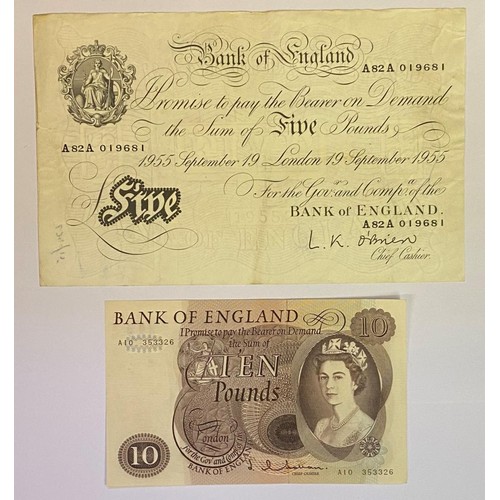 Bank of England
A82A 019681
I Promise to pay the Bearer on Demand
the Sum of Five Pounds
A82A 019681
1955 September 19 London 19 September 1955
For the Gov.r and Comp.a of the
Five
BANK of ENGLAND.
A82A 019681
L. K. O'Brien
Chief Cashier.
BANK OF ENGLAND
I Promise to pay the Bearer on Demand
the Sum of
10
A10 353326
TEN
Pounds
London
For the Gov.r and Comp.a of the
BANK OF ENGLAND
CHIEF CASHIER
10
A10 353326